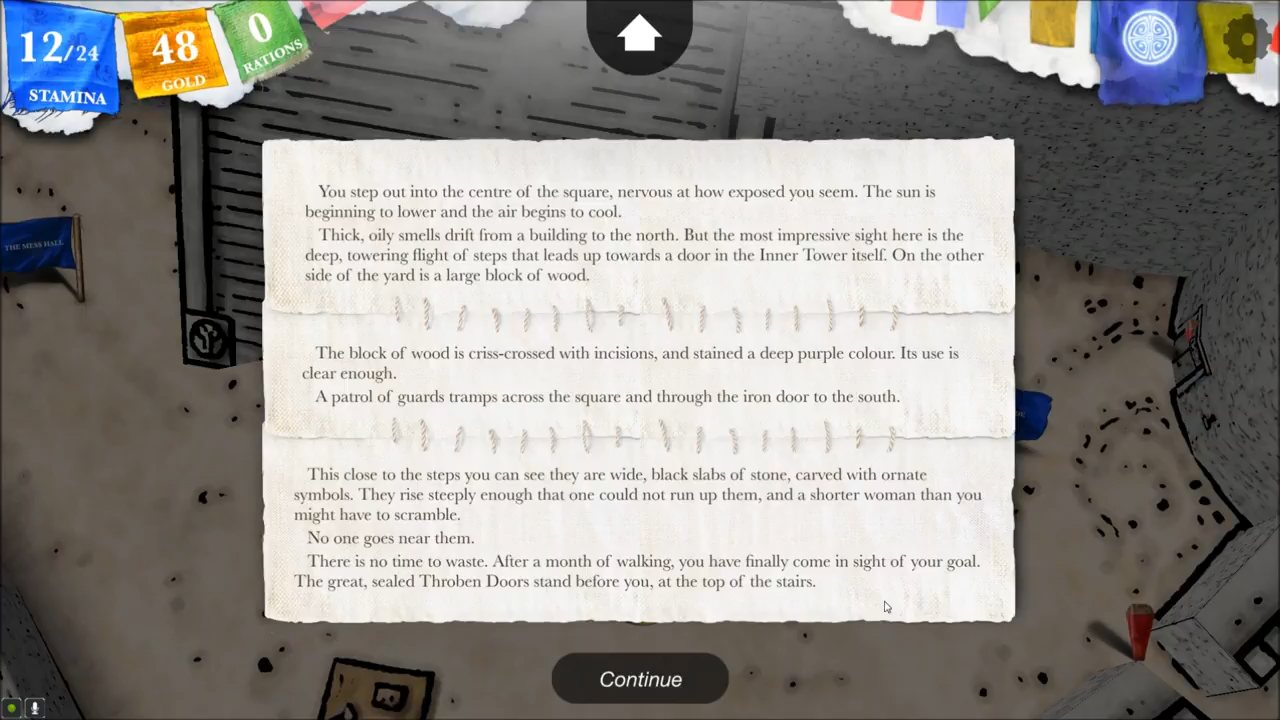 12/24
STAMINA
48
GOLD
0
RATIONS
You step out into the centre of the square, nervous at how exposed you seem. The sun is
beginning to lower and the air begins to cool.
Thick, oily smells drift from a building to the north. But the most impressive sight here is the
deep, towering flight of steps that leads up towards a door in the Inner Tower itself. On the other
side of the yard is a large block of wood.
THE MESS HALL
The block of wood is criss-crossed with incisions, and stained a deep purple colour. Its use is
clear enough.
A patrol of guards tramps across the square and through the iron door to the south.
This close to the steps you can see they are wide, black slabs of stone, carved with ornate
symbols. They rise steeply enough that one could not run up them, and a shorter woman than you
might have to scramble.
No one goes near them.
There is no time to waste. After a month of walking, you have finally come in sight of your goal.
The great, sealed Throben Doors stand before you, at the top of the stairs.
Continue